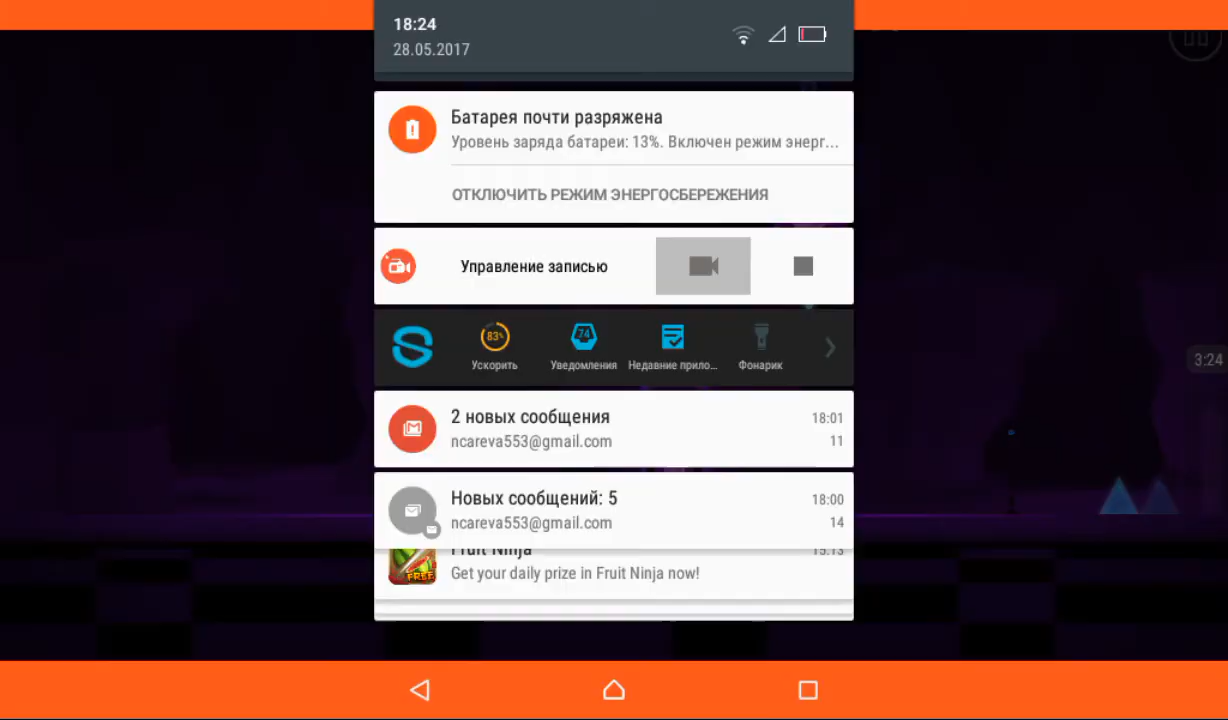 18:24
28.05.2017
Батарея почти разряжена
Уровень заряда батареи: 13%. Включен режим энерг...
ОТКЛЮЧИТЬ РЕЖИМ ЭНЕРГОСБЕРЕЖЕНИЯ
Управление записью
83%
74
Ускорить
Уведомления
Недавние прило...
Фонарик
3:24
2 новых сообщения
18:01
ncareva553@gmail.com
11
Новых сообщений: 5
18:00
ncareva553@gmail.com
14
Fruit Ninja
15:13
FREE
Get your daily prize in Fruit Ninja now!